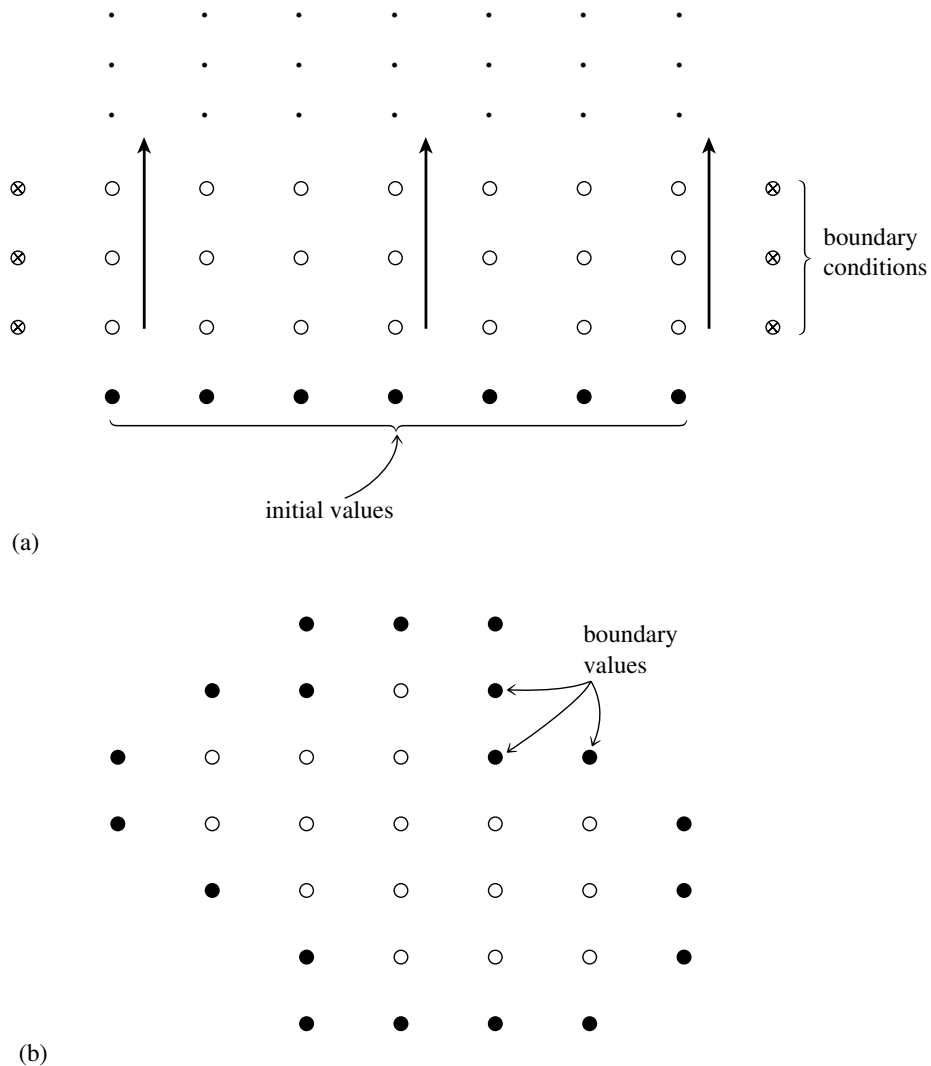 boundary
conditions
initial values
(a)
boundary
values
(b)